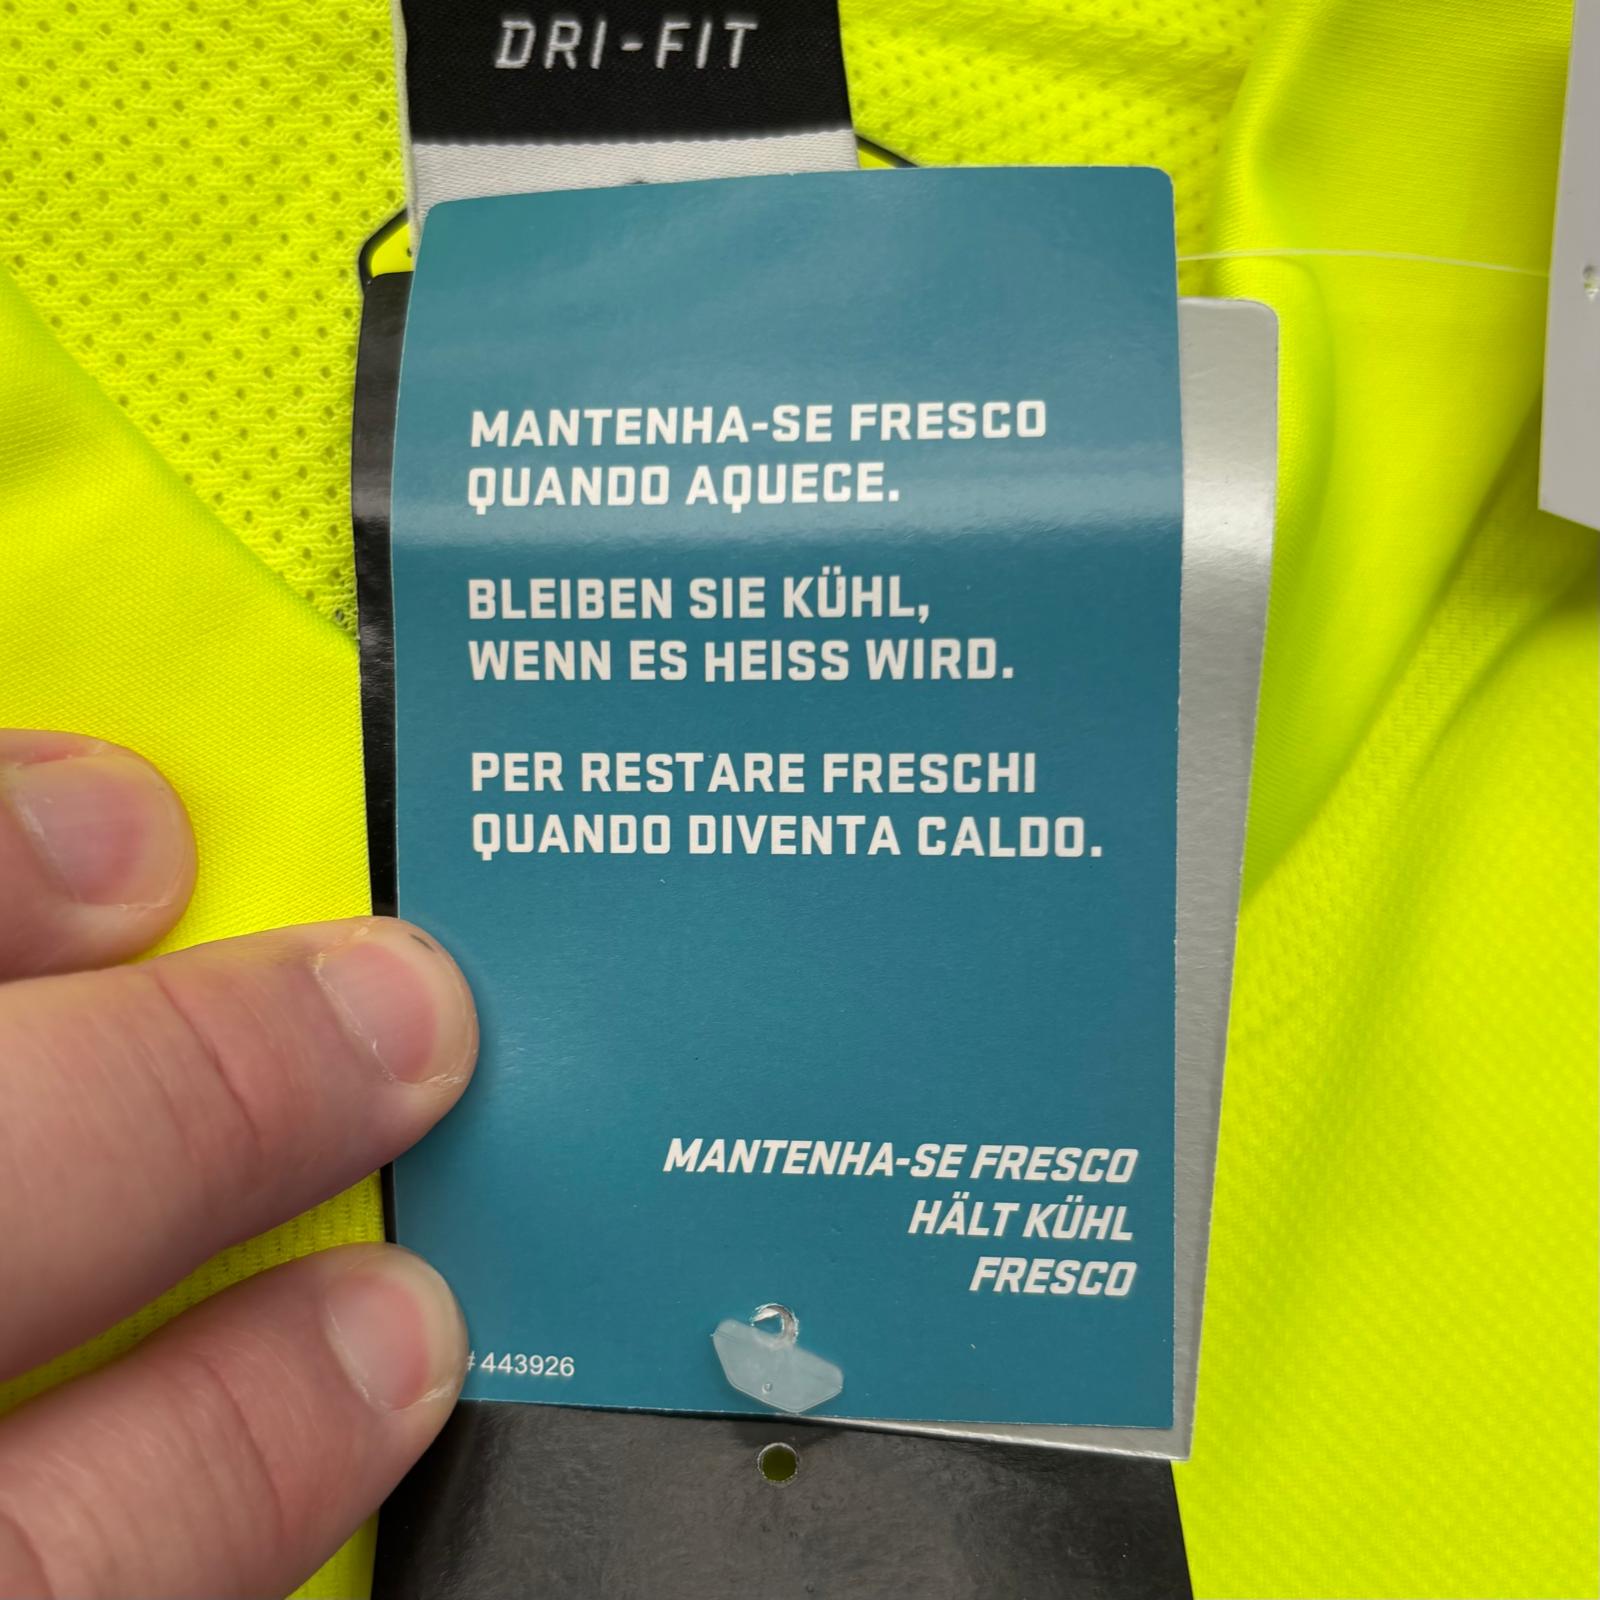 DRI-FIT
MANTENHA-SE FRESCO
QUANDO AQUECE.
BLEIBEN SIE KÜHL,
WENN ES HEISS WIRD.
PER RESTARE FRESCHI
QUANDO DIVENTA CALDO.
MANTENHA-SE FRESCO
HÄLT KÜHL
FRESCO
# 443926